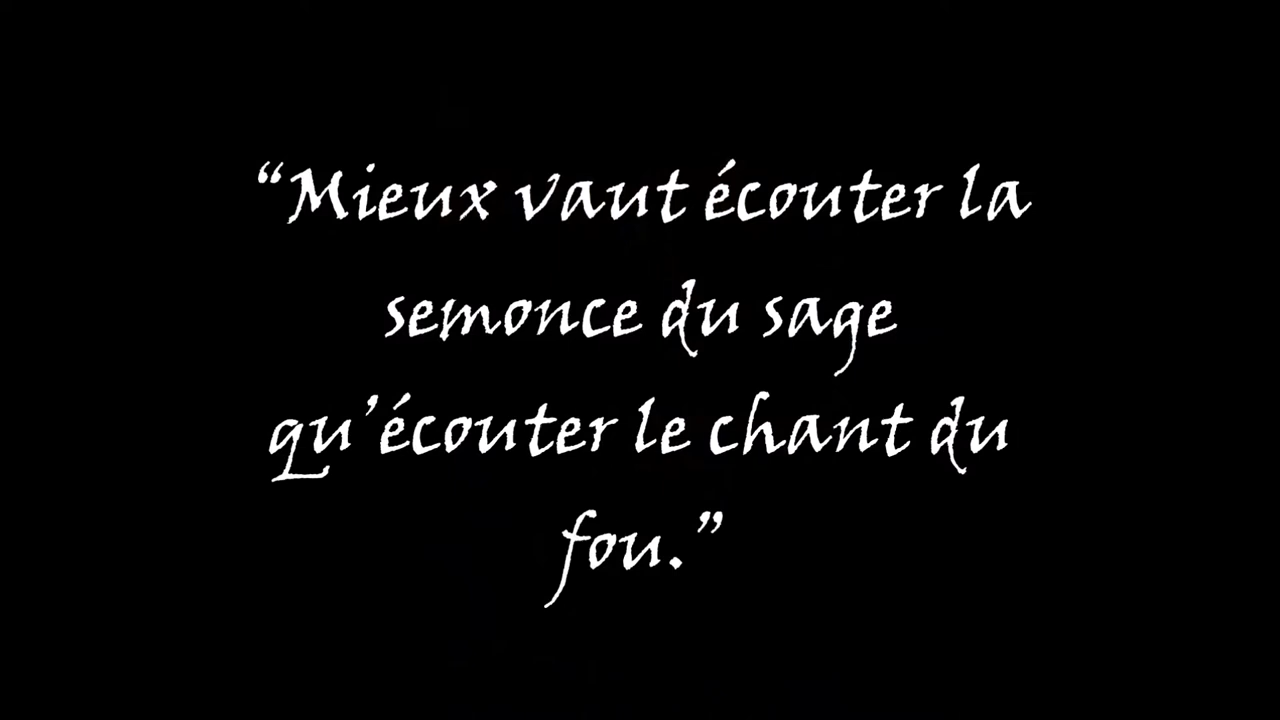 “Mieux vaut écouter la
semonce du sage
qu’écouter le chant du
fou.”